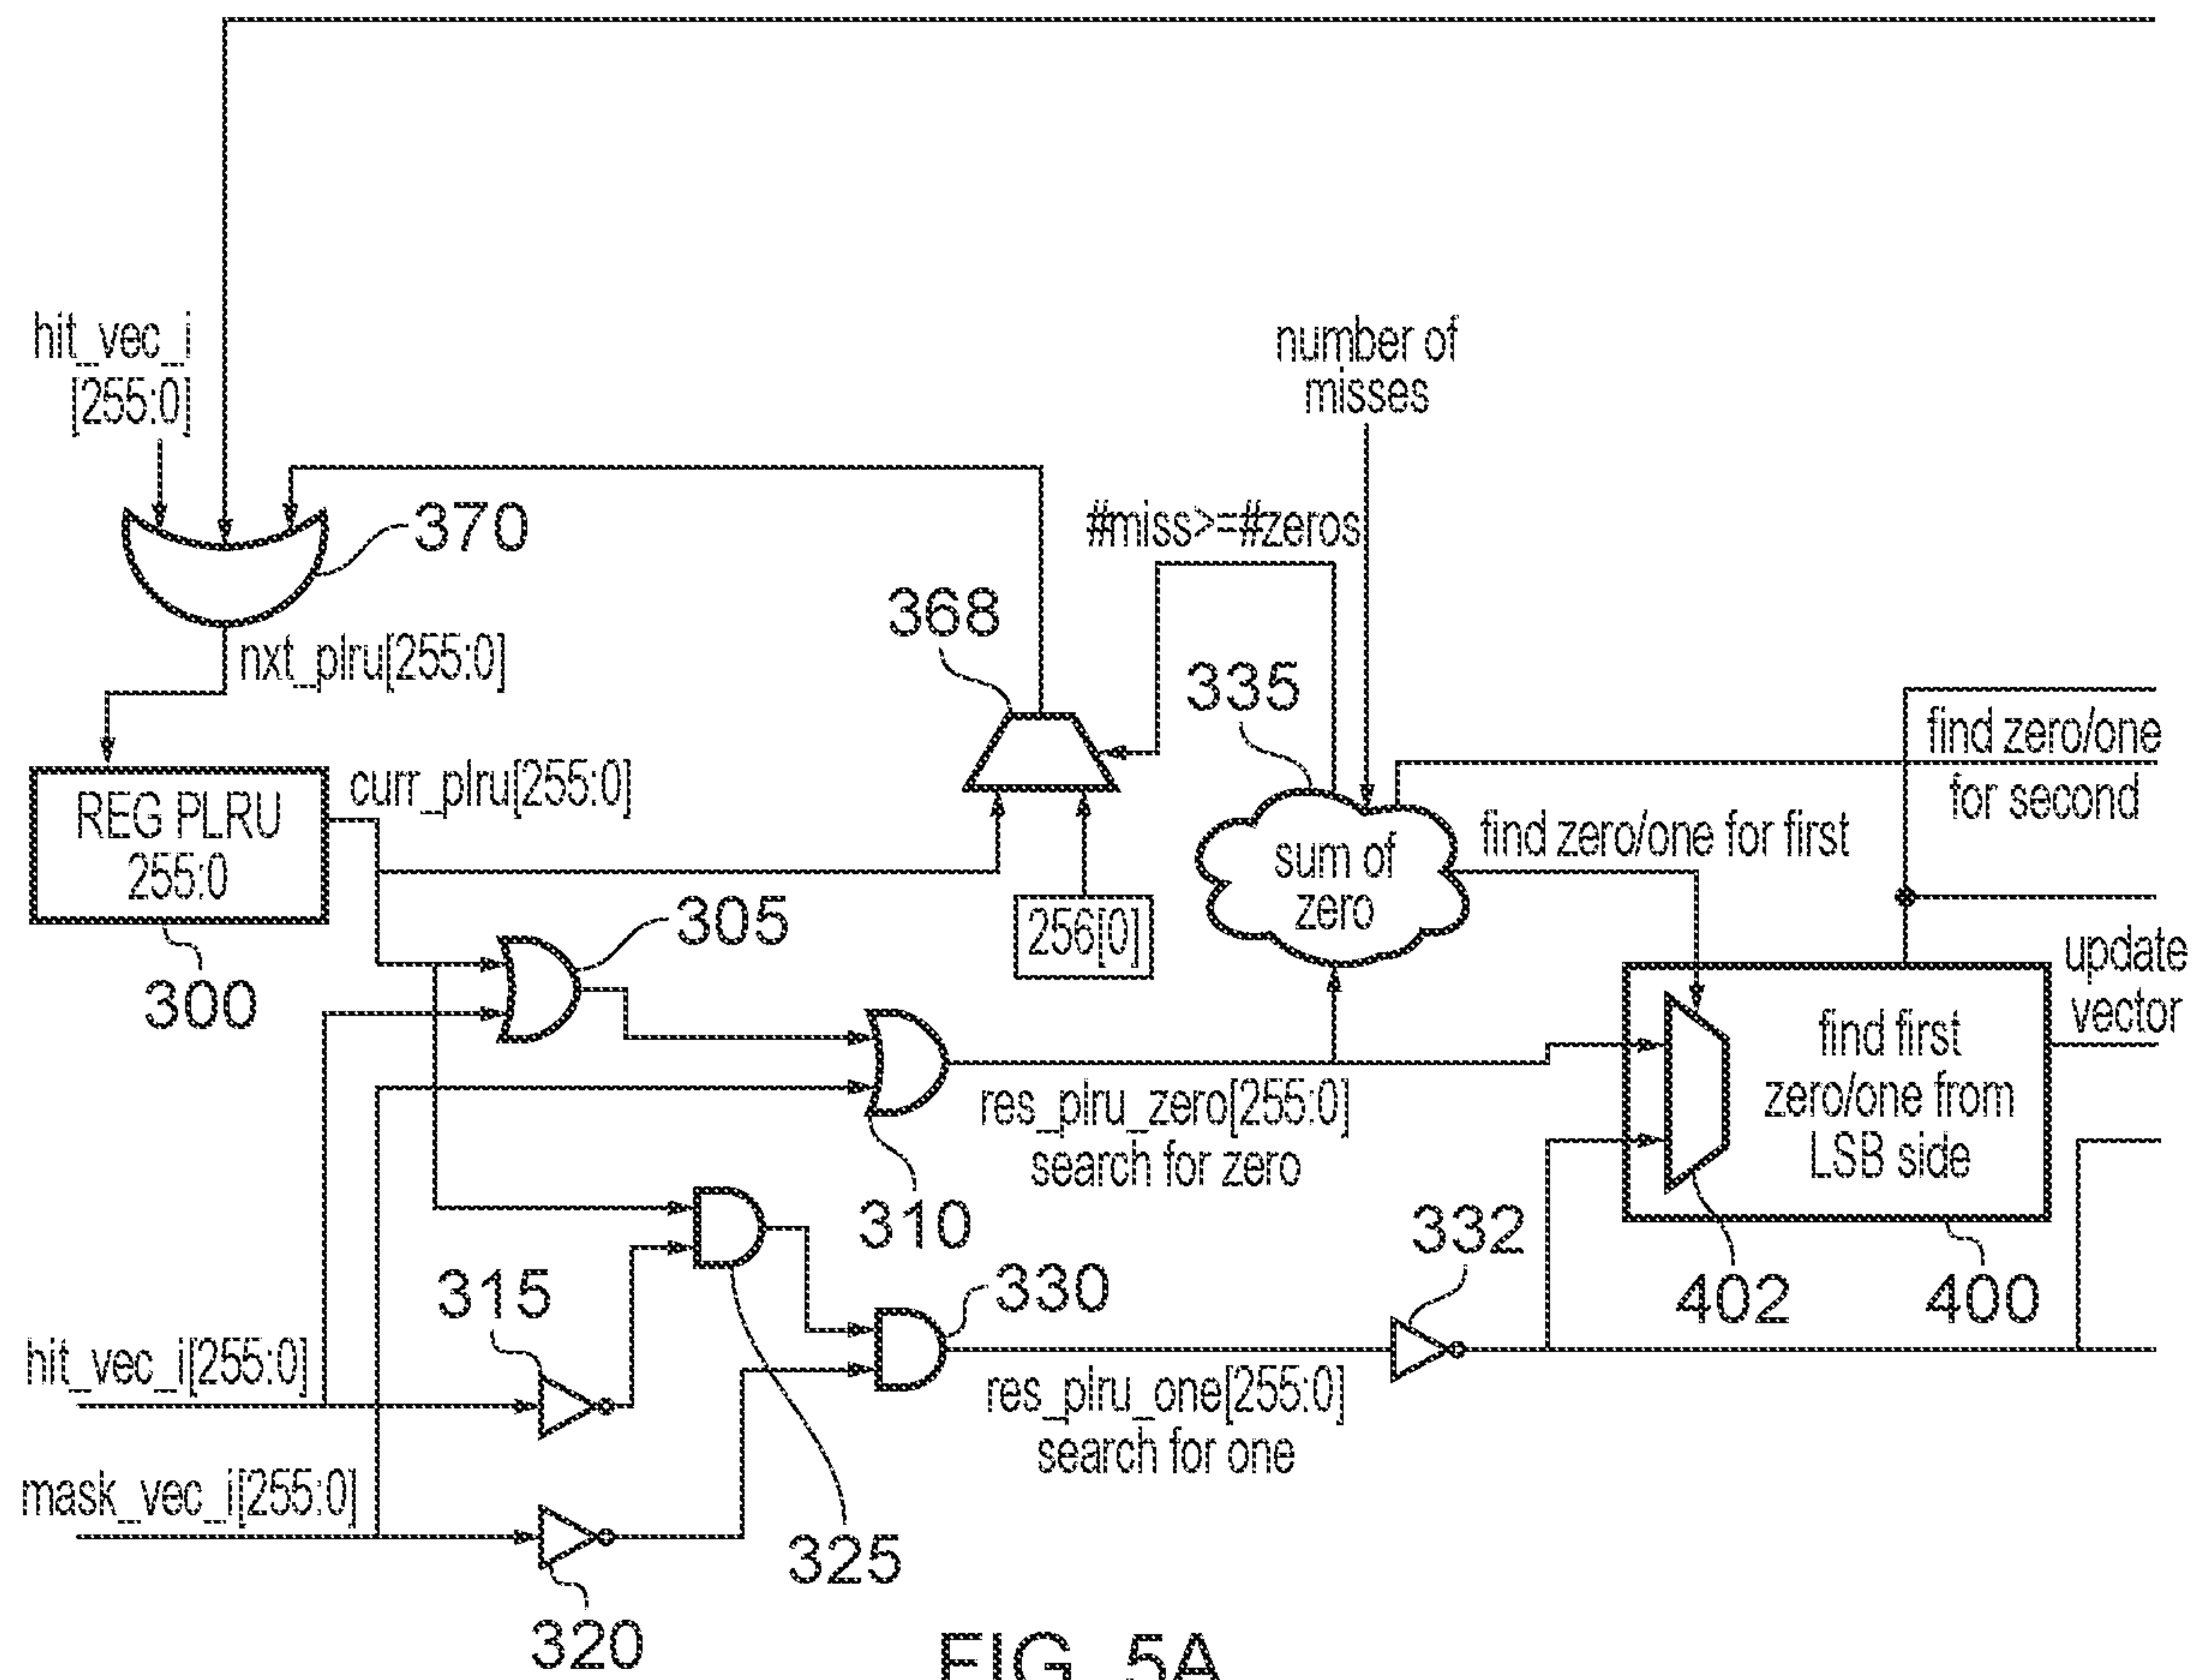 hit_vec_i
[255:0]
number of
misses
370
#miss>=#zeros
368
nxt_plru[255:0]
335
find zero/one
for second
curr_plru[255:0]
REG PLRU
255:0
sum of
zero
find zero/one for first
305
256[0]
update
vector
300
find first
zero/one from
LSB side
res_plru_zero[255:0]
search for zero
310
332
315
330
402
400
hit_vec_i[255:0]
res_plru_one[255:0]
search for one
mask_vec_i[255:0]
325
320
FIG. 5A